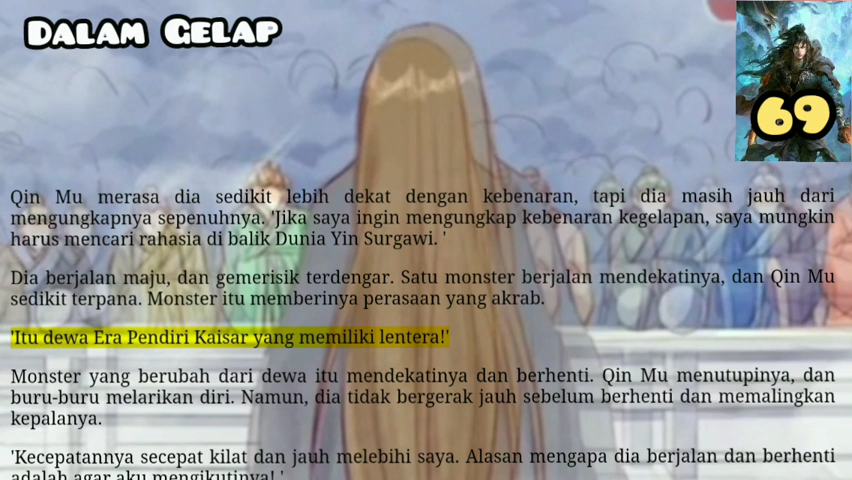 DALAM GELAP
69
Qin Mu merasa dia sedikit lebih dekat dengan kebenaran, tapi dia masih jauh dari
mengungkapnya sepenuhnya. 'Jika saya ingin mengungkap kebenaran kegelapan, saya mungkin
harus mencari rahasia di balik Dunia Yin Surgawi. '
Dia berjalan maju, dan gemerisik terdengar. Satu monster berjalan mendekatinya, dan Qin Mu
sedikit terpana. Monster itu memberinya perasaan yang akrab.
'Itu dewa Era Pendiri Kaisar yang memiliki lentera!'
Monster yang berubah dari dewa itu mendekatinya dan berhenti. Qin Mu menutupinya, dan
buru-buru melarikan diri. Namun, dia tidak bergerak jauh sebelum berhenti dan memalingkan
kepalanya.
'Kecepatannya secepat kilat dan jauh melebihi saya. Alasan mengapa dia berjalan dan berhenti
adalah agar aku mengikutinya! '